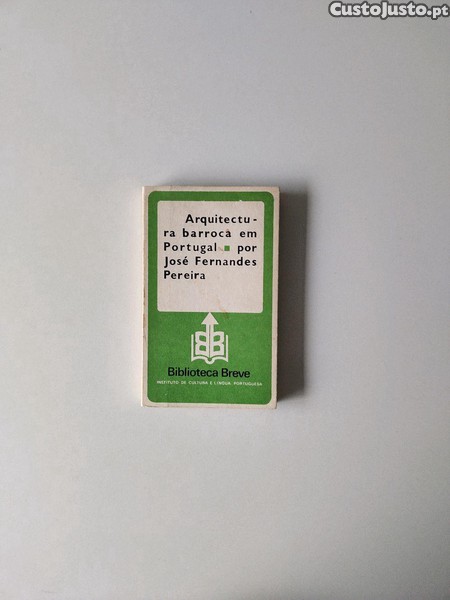 CustoJusto.pt
Arquitectu-
ra barroca em
Portugal ▪ por
José Fernandes
Pereira
Biblioteca Breve
INSTITUTO DE CULTURA E LÍNGUA PORTUGUESA